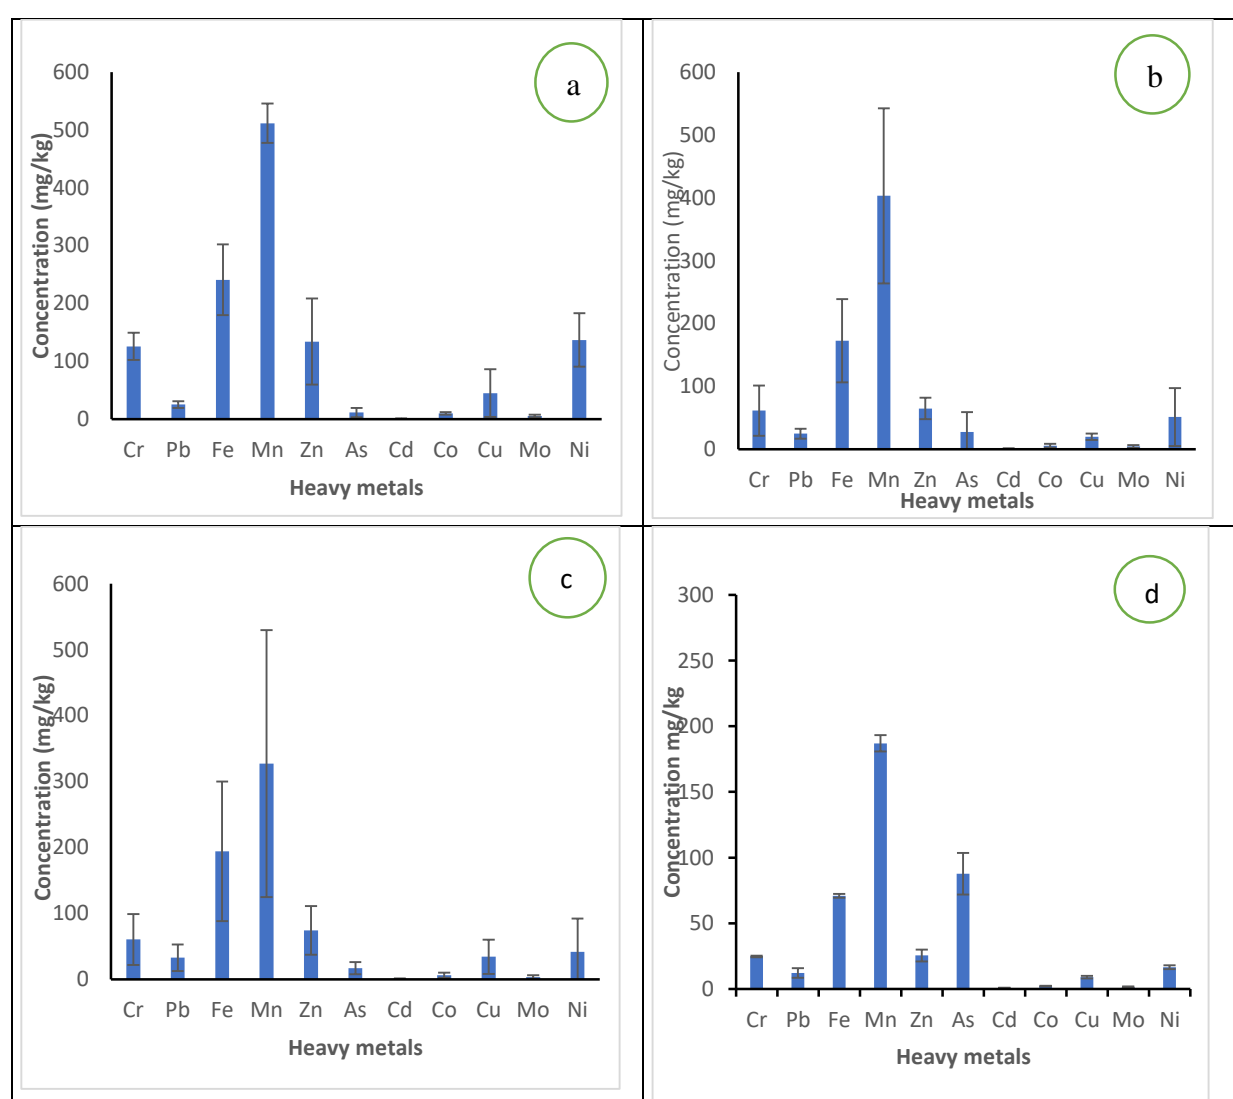 a
600
500
400
300
200
100
0
Concentration (mg/kg)
Cr Pb Fe Mn Zn As Cd Co Cu Mo Ni
Heavy metals
b
600
500
400
300
200
100
0
Concentration (mg/kg)
Cr Pb Fe Mn Zn As Cd Co Cu Mo Ni
Heavy metals
c
600
500
400
300
200
100
0
Concentration (mg/kg)
Cr Pb Fe Mn Zn As Cd Co Cu Mo Ni
Heavy metals
d
300
250
200
150
100
50
0
Concentration mg/kg
Cr Pb Fe Mn Zn As Cd Co Cu Mo Ni
Heavy metals